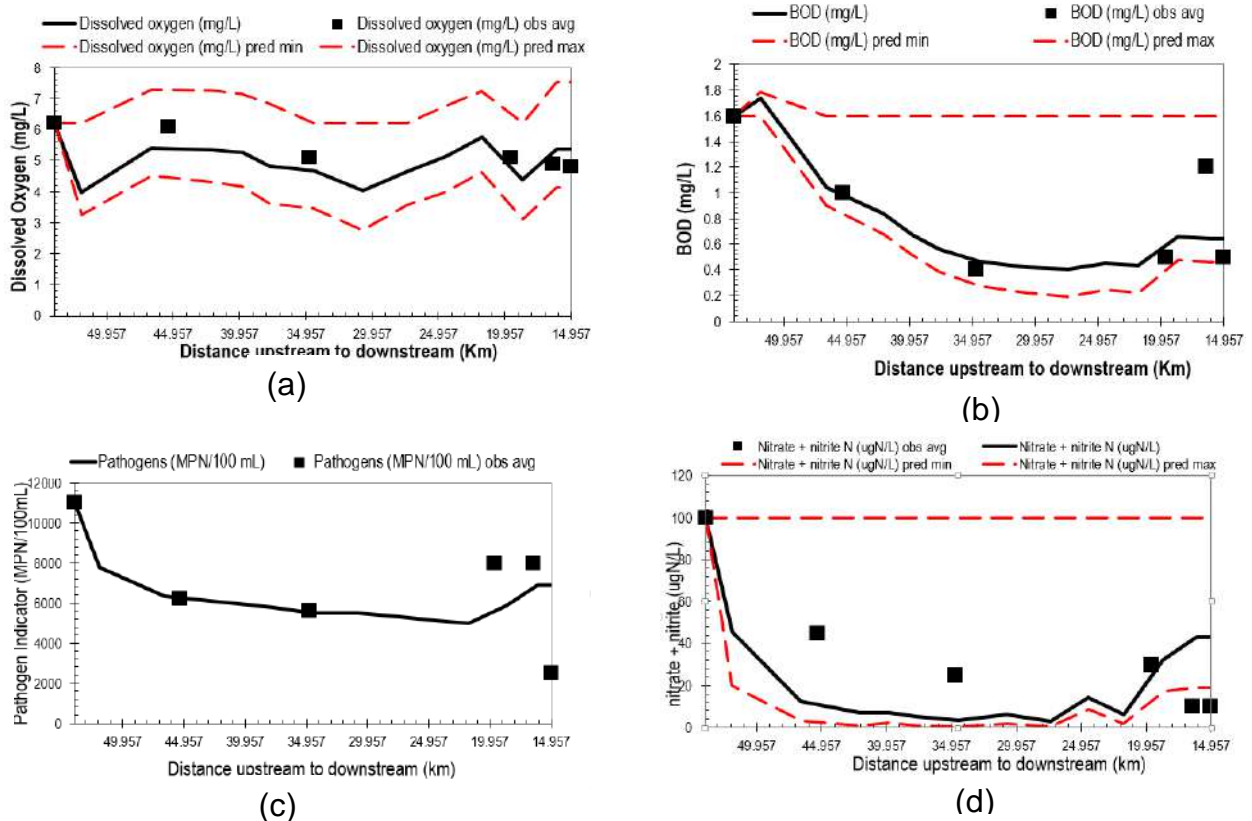 Dissolved oxygen (mg/L) Dissolved oxygen (mg/L) obs avg
Dissolved oxygen (mg/L) pred min Dissolved oxygen (mg/L) pred max
8
7
6
5
4
3
2
1
0
Dissolved Oxygen (mg/L)
49.957 44.957 39.957 34.957 29.957 24.957 19.957 14.957
Distance upstream to downstream (Km)
(a)
BOD (mg/L) BOD (mg/L) obs avg
BOD (mg/L) pred min BOD (mg/L) pred max
2
1.8
1.6
1.4
1.2
1
0.8
0.6
0.4
0.2
0
BOD (mg/L)
49.957 44.957 39.957 34.957 29.957 24.957 19.957 14.957
Distance upstream to downstream (Km)
(b)
Pathogens (MPN/100 mL) Pathogens (MPN/100 mL) obs avg
12000
10000
8000
6000
4000
2000
0
Pathogen Indicator (MPN/100mL)
49.957 44.957 39.957 34.957 29.957 24.957 19.957 14.957
Distance upstream to downstream (km)
(c)
Nitrate + nitrite N (ugN/L) obs avg Nitrate + nitrite N (ugN/L)
Nitrate + nitrite N (ugN/L) pred min Nitrate + nitrite N (ugN/L) pred max
120
100
80
60
40
20
0
nitrate + nitrite (ugN/L)
49.957 44.957 39.957 34.957 29.957 24.957 19.957 14.957
Distance upstream to downstream (km)
(d)